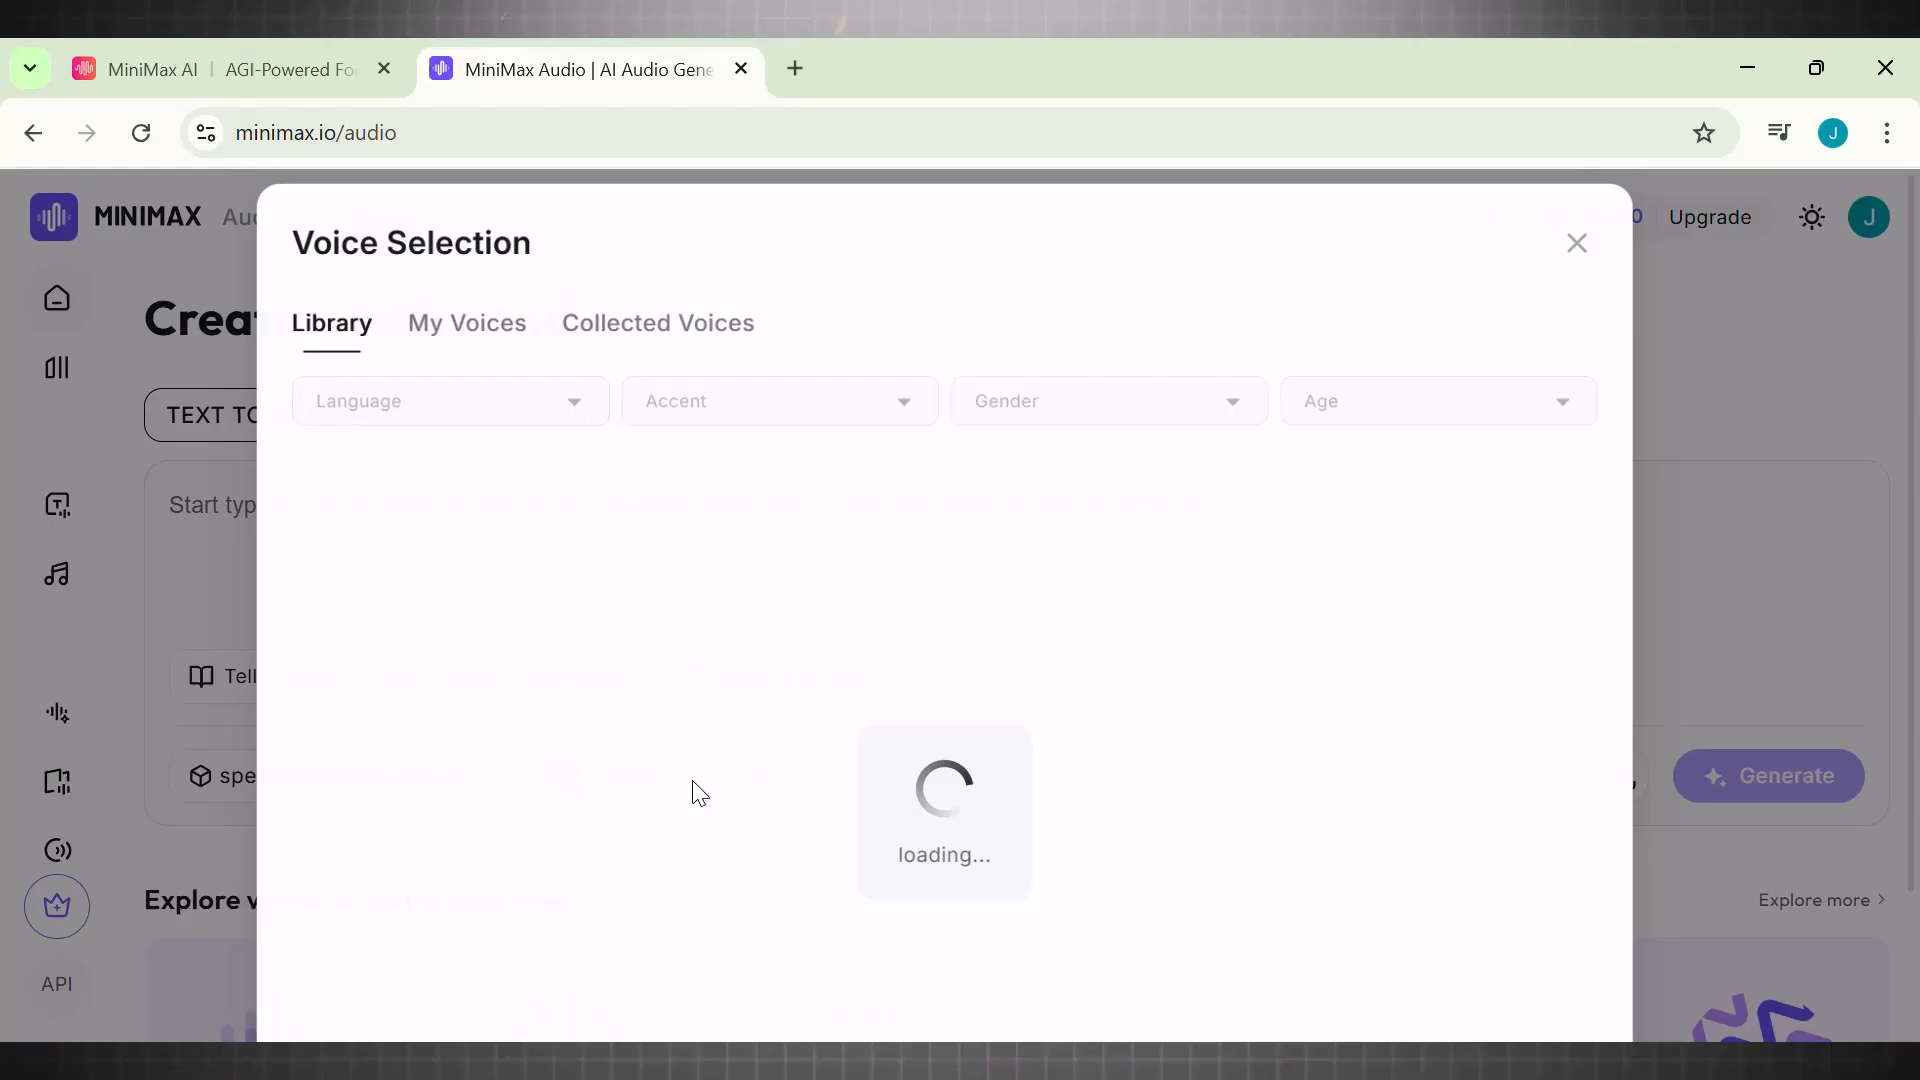 MiniMax AI | AGI-Powered Fo
MiniMax Audio | AI Audio Gene
minimax.io/audio
J
MINIMAX
Upgrade
J
Voice Selection
Library
My Voices
Collected Voices
Language
Accent
Gender
Age
TEXT TO
Start typ
Tell
loading...
spe
Generate
Explore
Explore more
API